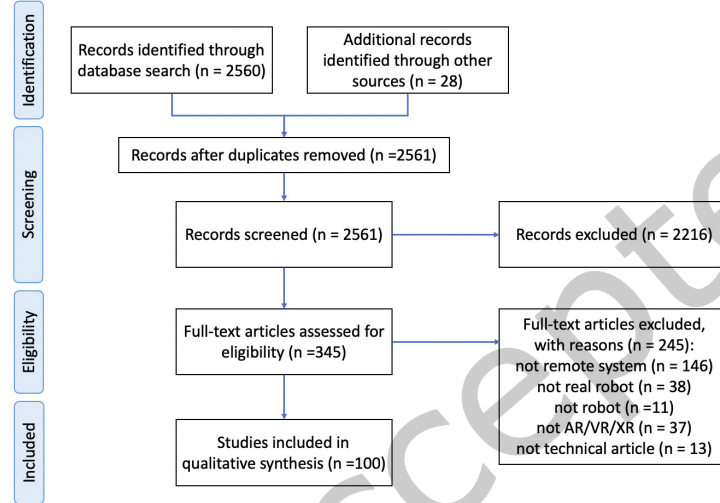 Identification
Records identified through
database search (n = 2560)
Additional records
identified through other
sources (n = 28)
Screening
Records after duplicates removed (n =2561)
Records screened (n = 2561)
Records excluded (n = 2216)
Eligibility
Full-text articles assessed for
eligibility (n =345)
Full-text articles excluded,
with reasons (n = 245):
not remote system (n = 146)
not real robot (n = 38)
not robot (n =11)
not AR/VR/XR (n = 37)
not technical article (n = 13)
Included
Studies included in
qualitative synthesis (n =100)